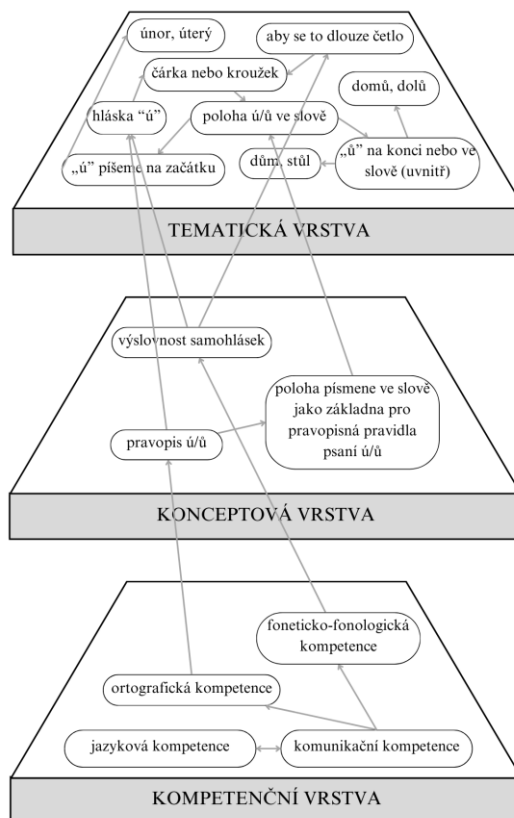 únor, úterý
aby se to dlouze četlo
čárka nebo kroužek
domů, dolů
hláska “ú”
poloha ú/ů ve slově
„ú” píšeme na začátku
dům, stůl
„ů” na konci nebo ve
slově (uvnitř)
TEMATICKÁ VRSTVA
výslovnost samohlásek
poloha písmene ve slově
jako základna pro
pravopisná pravidla
psaní ú/ů
pravopis ú/ů
KONCEPTOVÁ VRSTVA
foneticko-fonologická
kompetence
ortografická kompetence
jazyková kompetence
komunikační kompetence
KOMPETENČNÍ VRSTVA